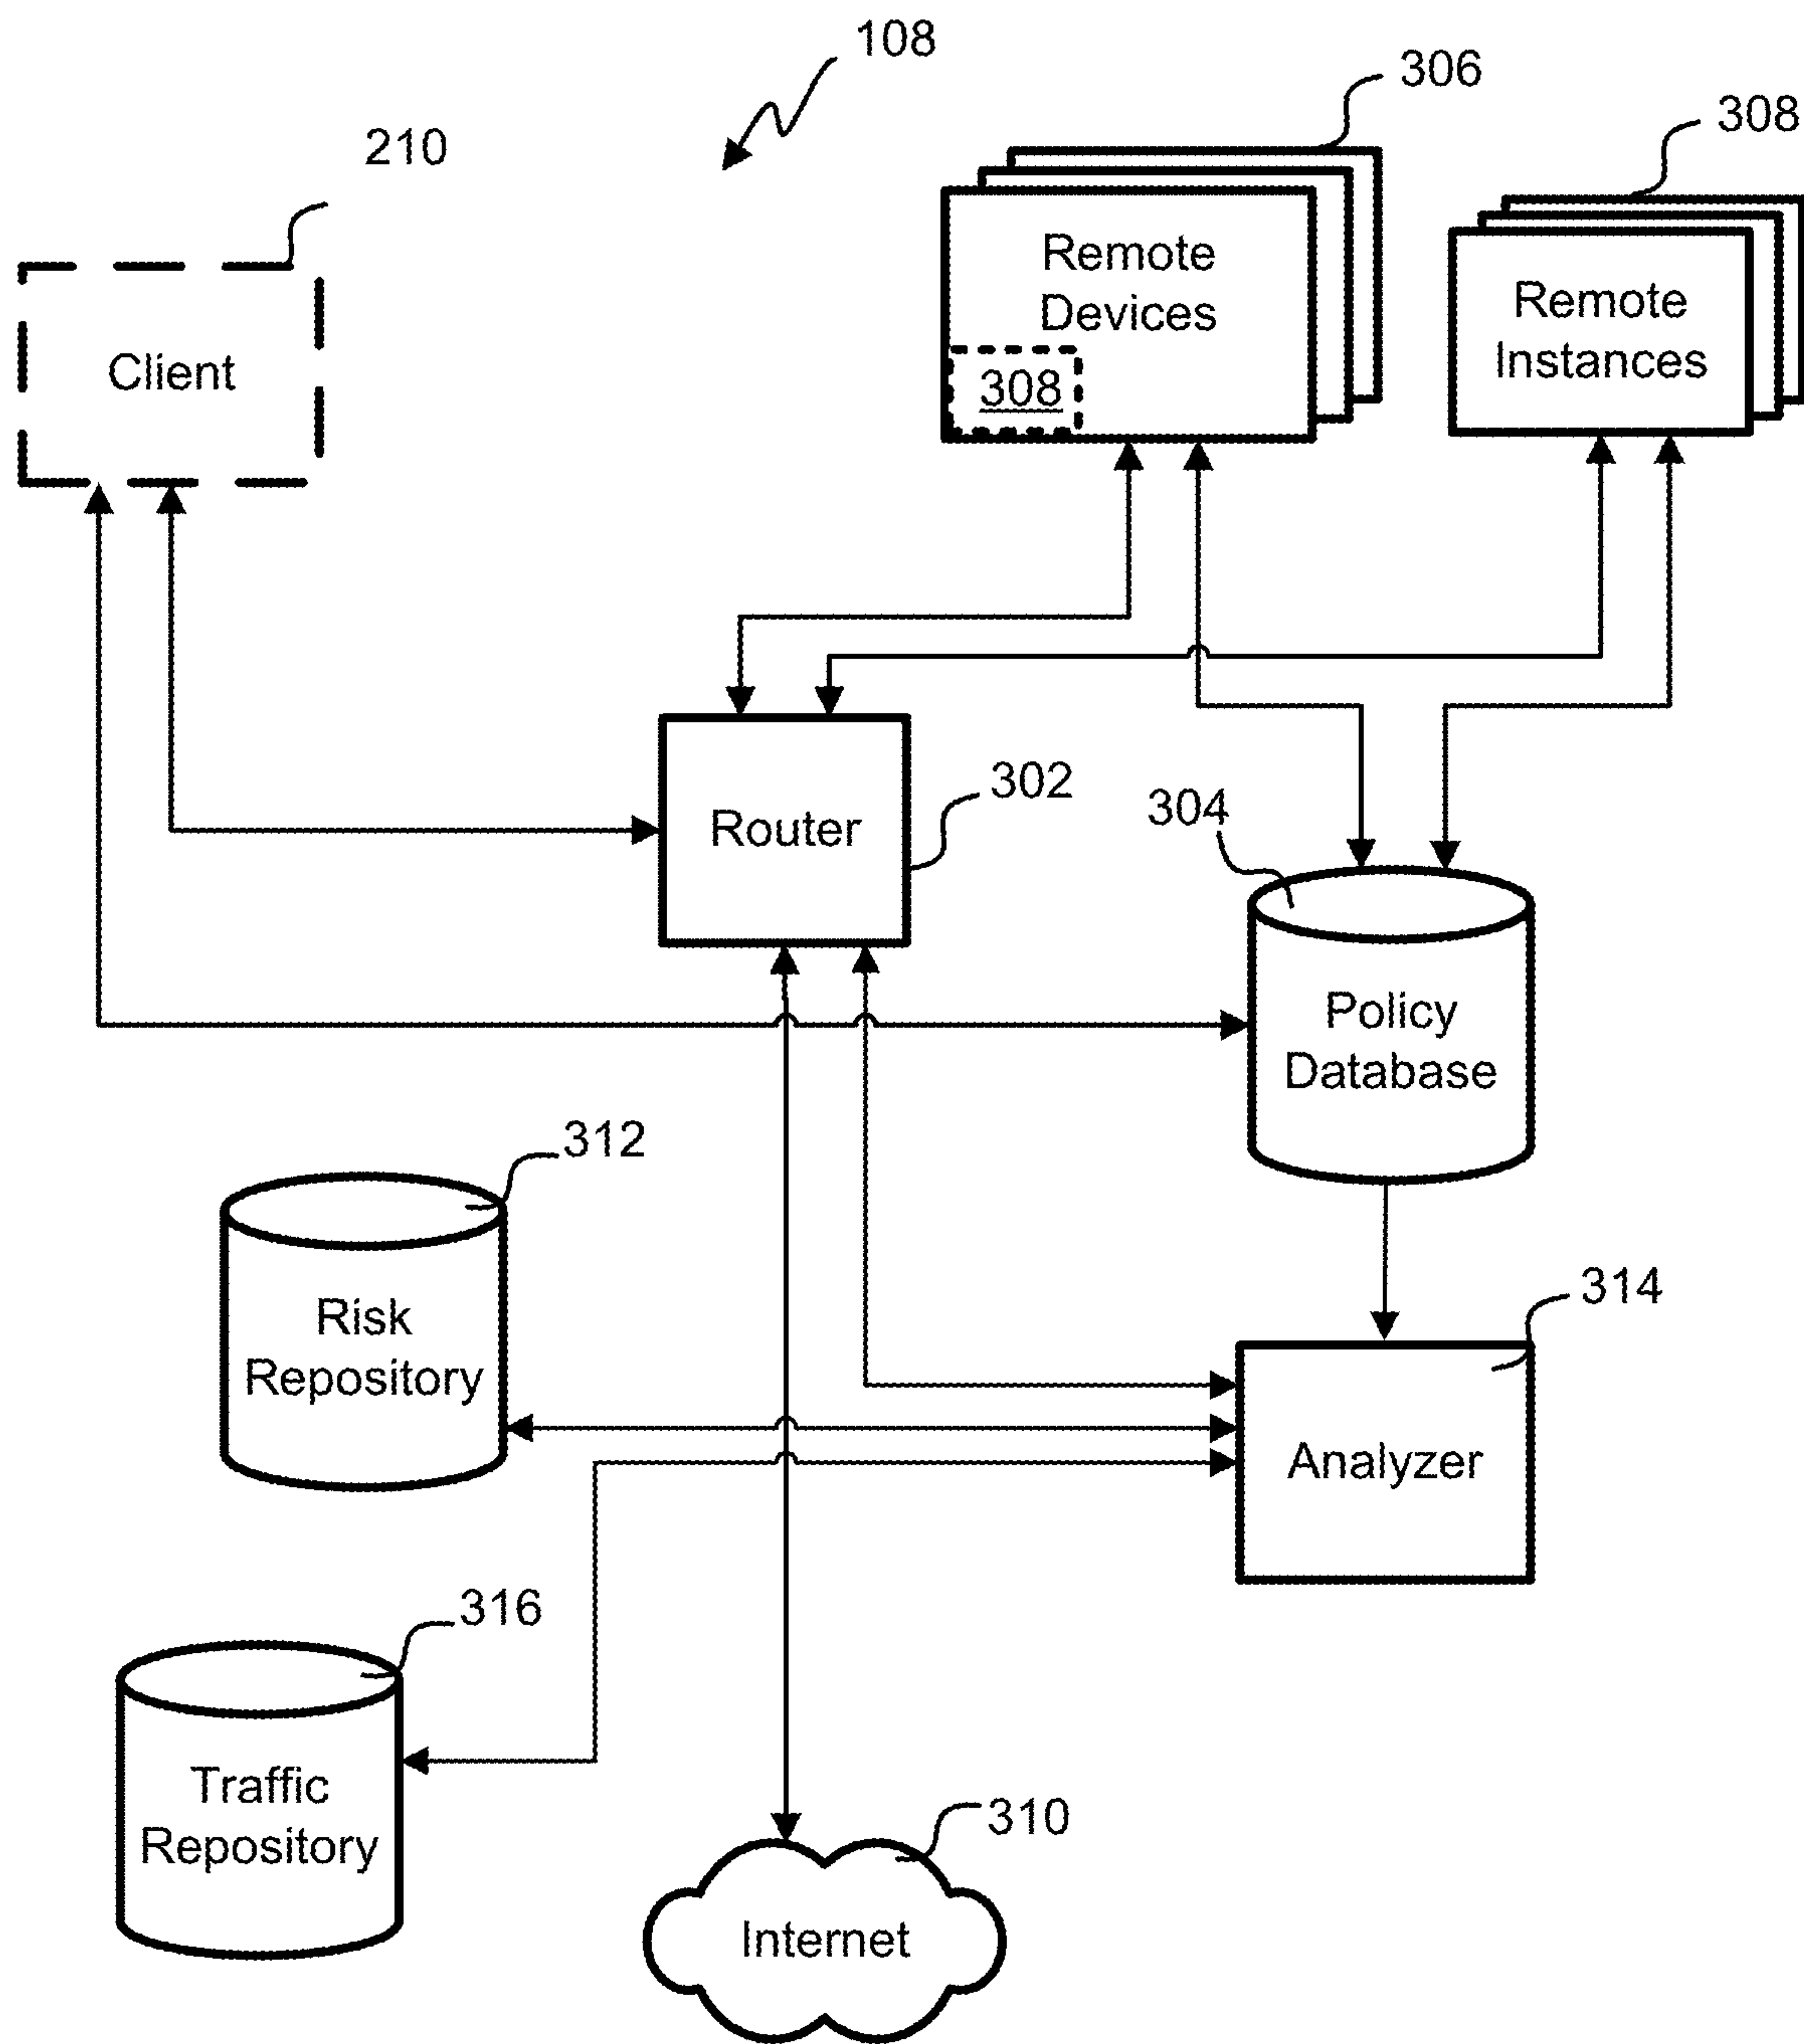 108
306
308
210
Remote
Devices
308
Remote
Instances
Client
302
Router
304
Policy
Database
312
Risk
Repository
314
Analyzer
316
Traffic
Repository
310
Internet